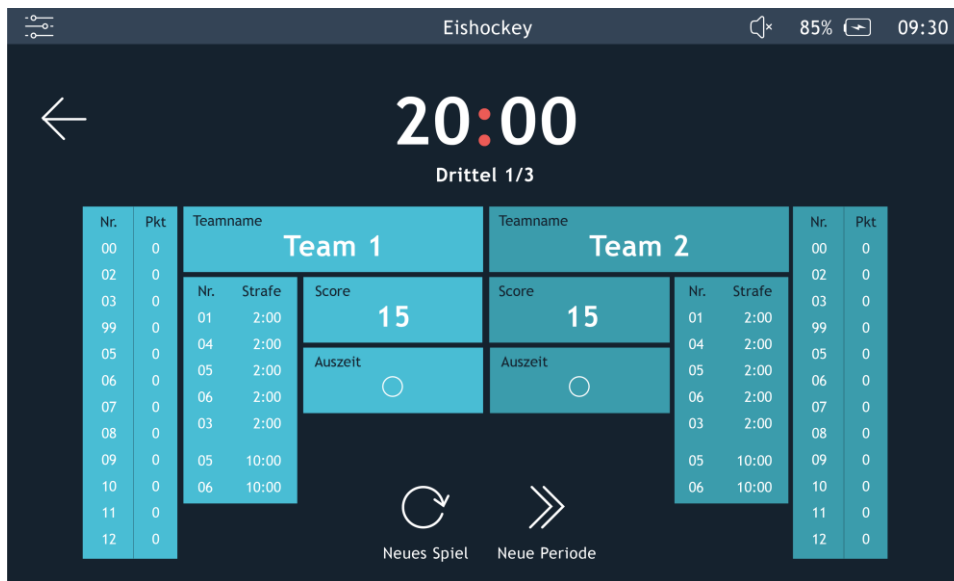 Eishockey 85% 09:30
20:00
Drittel 1/3
Nr. Pkt
00 0
02 0
03 0
99 0
05 0
06 0
07 0
08 0
09 0
10 0
11 0
12 0
Teamname
Team 1
Nr. Strafe
01 2:00
04 2:00
05 2:00
06 2:00
03 2:00
05 10:00
06 10:00
Score
15
Auszeit
Teamname
Team 2
Score
15
Auszeit
Nr. Strafe
01 2:00
04 2:00
05 2:00
06 2:00
03 2:00
05 10:00
06 10:00
Nr. Pkt
00 0
02 0
03 0
99 0
05 0
06 0
07 0
08 0
09 0
10 0
11 0
12 0
Neues Spiel Neue Periode